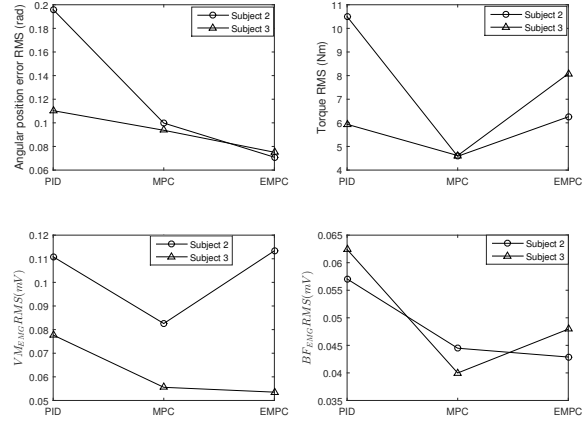 Angular position error RMS (rad)
0.2
0.18
0.16
0.14
0.12
0.1
0.08
0.06
PID
MPC
EMPC
Subject 2
Subject 3
Torque RMS (Nm)
11
10
9
8
7
6
5
4
PID
MPC
EMPC
Subject 2
Subject 3
VM_EMG RMS(mV)
0.12
0.11
0.1
0.09
0.08
0.07
0.06
0.05
PID
MPC
EMPC
Subject 2
Subject 3
BF_EMG RMS(mV)
0.065
0.06
0.055
0.05
0.045
0.04
0.035
PID
MPC
EMPC
Subject 2
Subject 3